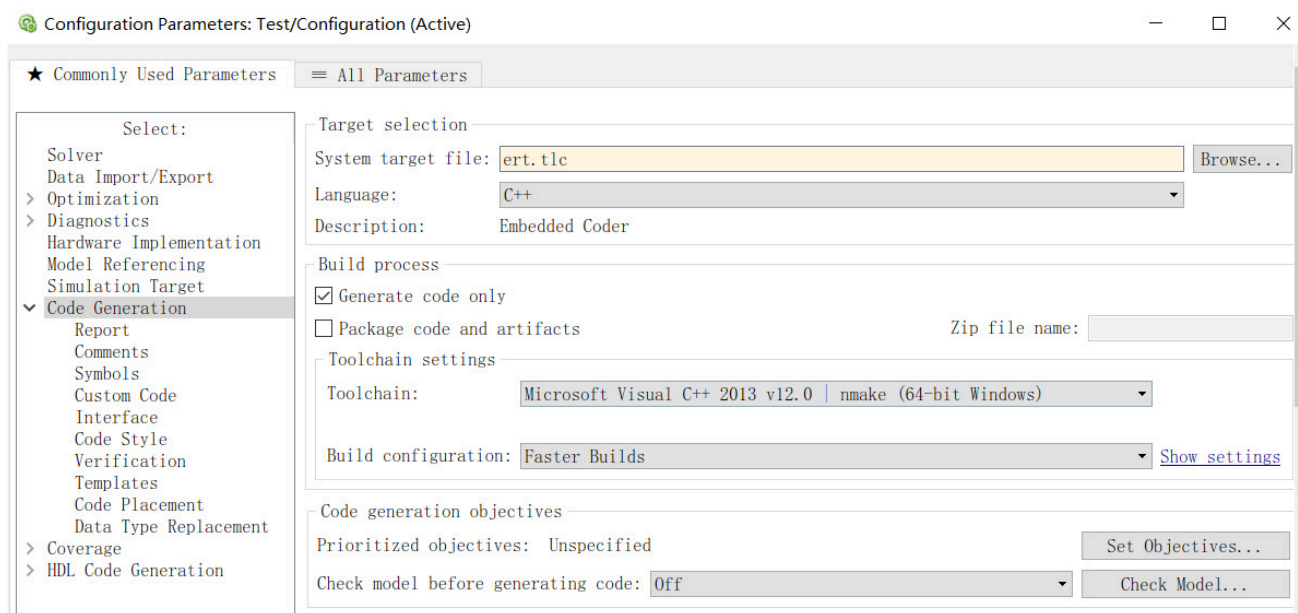 Configuration Parameters: Test/Configuration (Active)
★ Commonly Used Parameters
≡ All Parameters
Select:
Solver
Data Import/Export
Optimization
Diagnostics
Hardware Implementation
Model Referencing
Simulation Target
Code Generation
Report
Comments
Symbols
Custom Code
Interface
Code Style
Verification
Templates
Code Placement
Data Type Replacement
Coverage
HDL Code Generation
Target selection
System target file: ert.tlc Browse...
Language: C++
Description: Embedded Coder
Build process
Generate code only
Package code and artifacts Zip file name:
Toolchain settings
Toolchain: Microsoft Visual C++ 2013 v12.0 | nmake (64-bit Windows)
Build configuration: Faster Builds Show settings
Code generation objectives
Prioritized objectives: Unspecified Set Objectives...
Check model before generating code: Off Check Model...